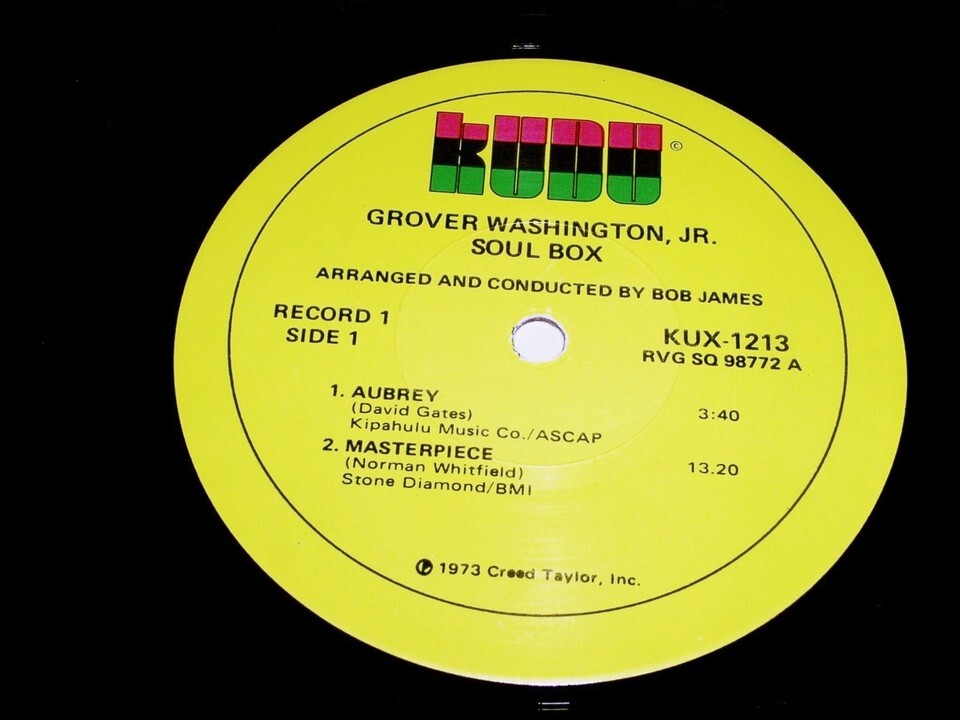 KUDU ©
GROVER WASHINGTON, JR.
SOUL BOX
ARRANGED AND CONDUCTED BY BOB JAMES
RECORD 1
SIDE 1
KUX-1213
RVG SQ 98772 A
1. AUBREY 3:40
(David Gates)
Kipahulu Music Co./ASCAP
2. MASTERPIECE 13.20
(Norman Whitfield)
Stone Diamond/BMI
℗ 1973 Creed Taylor, Inc.